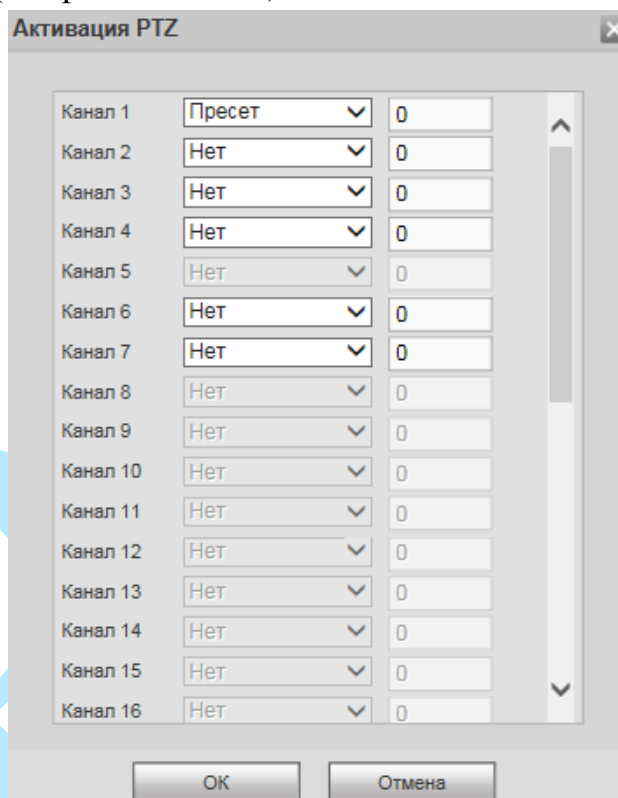 Активация PTZ
Канал 1 Пресет 0
Канал 2 Нет 0
Канал 3 Нет 0
Канал 4 Нет 0
Канал 5 Нет 0
Канал 6 Нет 0
Канал 7 Нет 0
Канал 8 Нет 0
Канал 9 Нет 0
Канал 10 Нет 0
Канал 11 Нет 0
Канал 12 Нет 0
Канал 13 Нет 0
Канал 14 Нет 0
Канал 15 Нет 0
Канал 16 Нет 0
OK Отмена